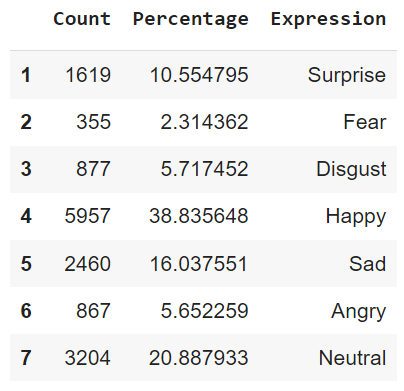 Count Percentage Expression
1 1619 10.554795 Surprise
2 355 2.314362 Fear
3 877 5.717452 Disgust
4 5957 38.835648 Happy
5 2460 16.037551 Sad
6 867 5.652259 Angry
7 3204 20.887933 Neutral